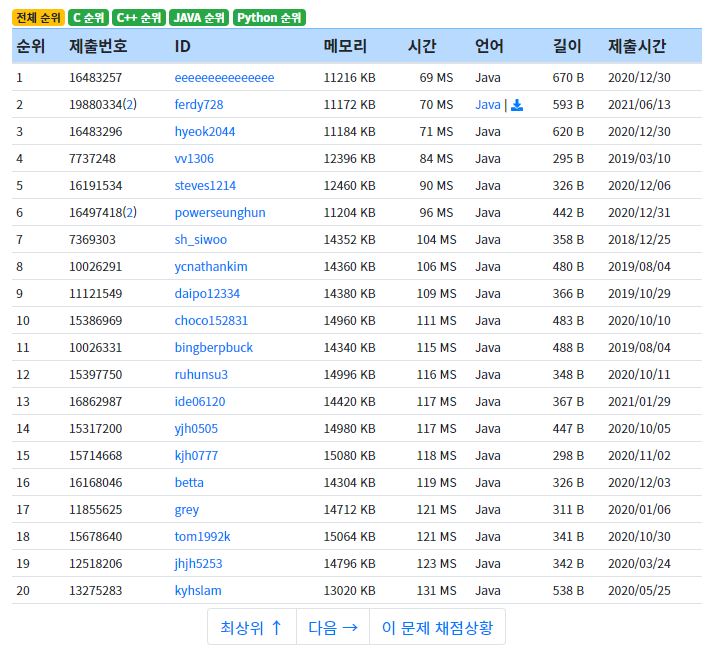 전체 순위 C 순위 C++ 순위 JAVA 순위 Python 순위
순위 제출번호 ID 메모리 시간 언어 길이 제출시간
1 16483257 eeeeeeeeeeeeeee 11216 KB 69 MS Java 670 B 2020/12/30
2 19880334(2) ferdy728 11172 KB 70 MS Java | 593 B 2021/06/13
3 16483296 hyeok2044 11184 KB 71 MS Java 620 B 2020/12/30
4 7737248 vv1306 12396 KB 84 MS Java 295 B 2019/03/10
5 16191534 steves1214 12460 KB 90 MS Java 326 B 2020/12/06
6 16497418(2) powerseunghun 11204 KB 96 MS Java 442 B 2020/12/31
7 7369303 sh_siwoo 14352 KB 104 MS Java 358 B 2018/12/25
8 10026291 ycnathankim 14360 KB 106 MS Java 480 B 2019/08/04
9 11121549 daipo12334 14380 KB 109 MS Java 366 B 2019/10/29
10 15386969 choco152831 14960 KB 111 MS Java 483 B 2020/10/10
11 10026331 bingberpbuck 14340 KB 115 MS Java 488 B 2019/08/04
12 15397750 ruhunsu3 14996 KB 116 MS Java 348 B 2020/10/11
13 16862987 ide06120 14420 KB 117 MS Java 367 B 2021/01/29
14 15317200 yjh0505 14980 KB 117 MS Java 447 B 2020/10/05
15 15714668 kjh0777 15080 KB 118 MS Java 298 B 2020/11/02
16 16168046 betta 14304 KB 119 MS Java 326 B 2020/12/03
17 11855625 grey 14712 KB 121 MS Java 311 B 2020/01/06
18 15678640 tom1992k 15064 KB 121 MS Java 341 B 2020/10/30
19 12518206 jhjh5253 14796 KB 123 MS Java 342 B 2020/03/24
20 13275283 kyhslam 13020 KB 131 MS Java 538 B 2020/05/25
최상위 ↑ 다음 → 이 문제 채점상황